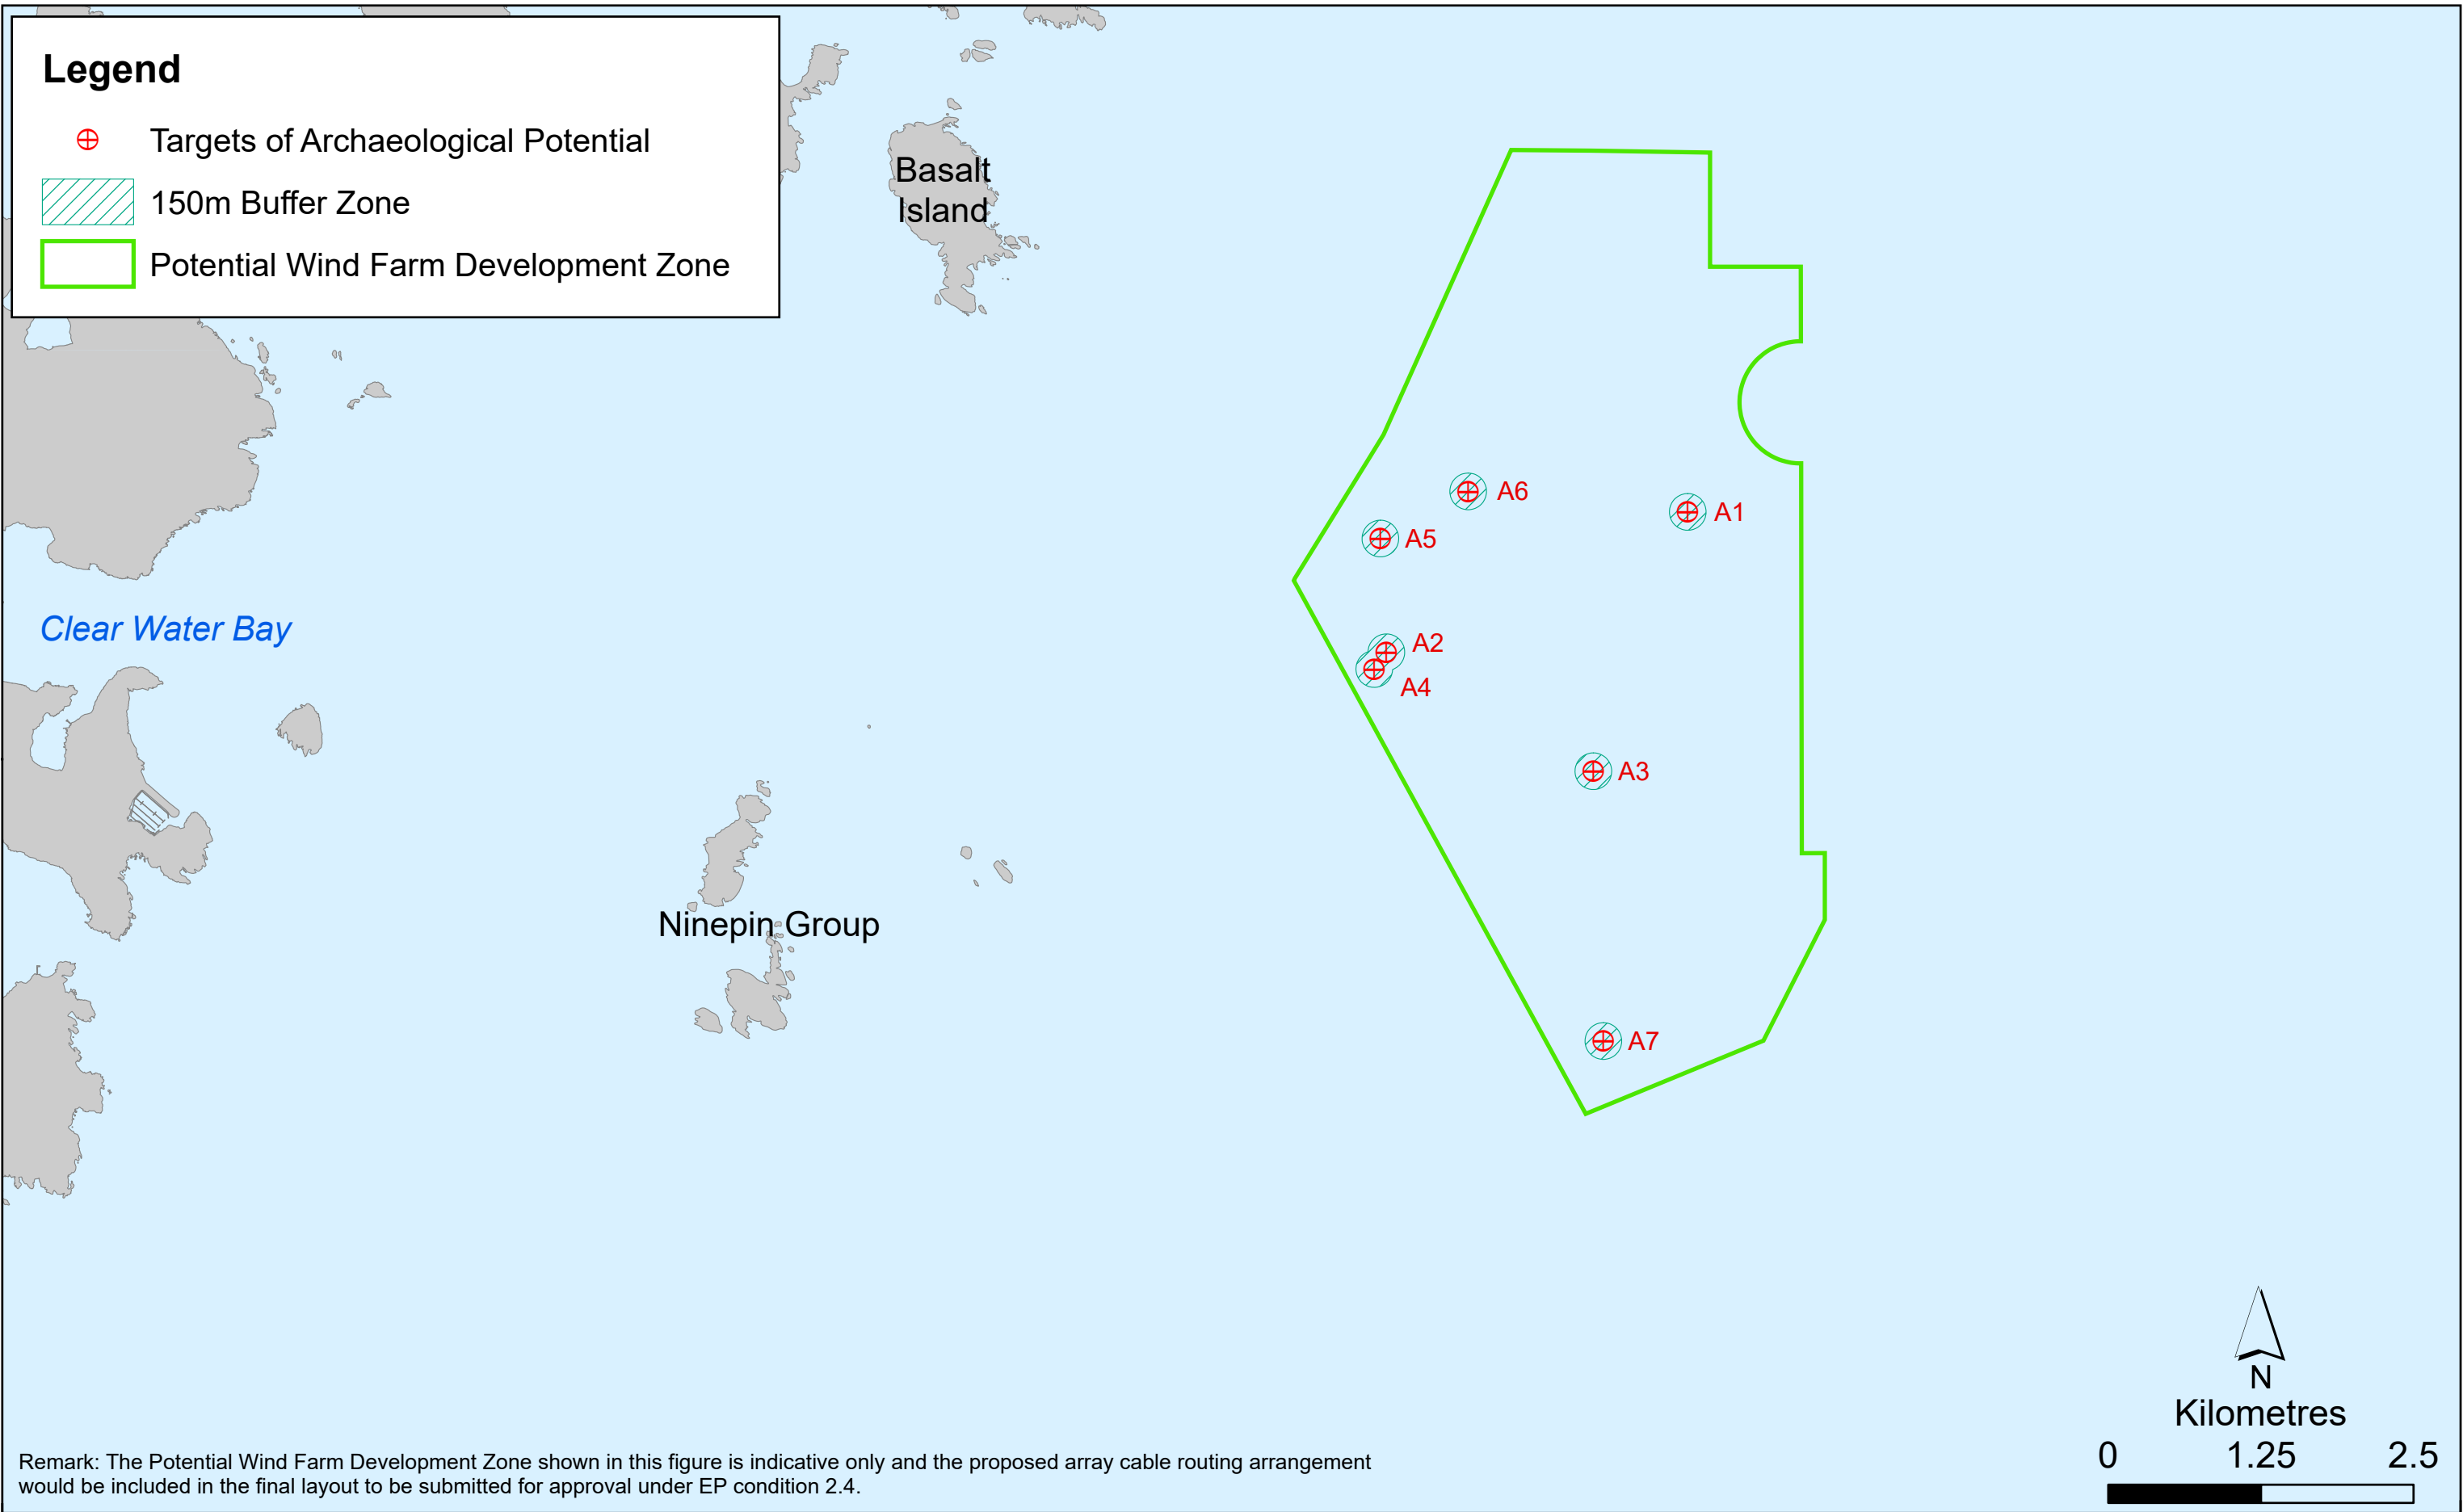 Legend
Targets of Archaeological Potential
150m Buffer Zone
Potential Wind Farm Development Zone
Basalt
Island
A6
A1
A5
Clear Water Bay
A2
A4
A3
Ninepin Group
A7
N
Kilometres
0 1.25 2.5
Remark: The Potential Wind Farm Development Zone shown in this figure is indicative only and the proposed array cable routing arrangement
would be included in the final layout to be submitted for approval under EP condition 2.4.